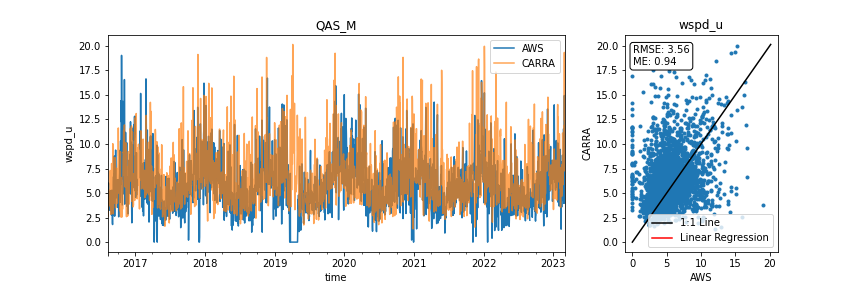 QAS_M
wspd_u
20.0
17.5
15.0
12.5
10.0
7.5
5.0
2.5
0.0
AWS
CARRA
2017
2018
2019
2020
2021
2022
2023
time
wspd_u
CARRA
20.0
17.5
15.0
12.5
10.0
7.5
5.0
2.5
0.0
RMSE: 3.56
ME: 0.94
1:1 Line
Linear Regression
0
5
10
15
20
AWS